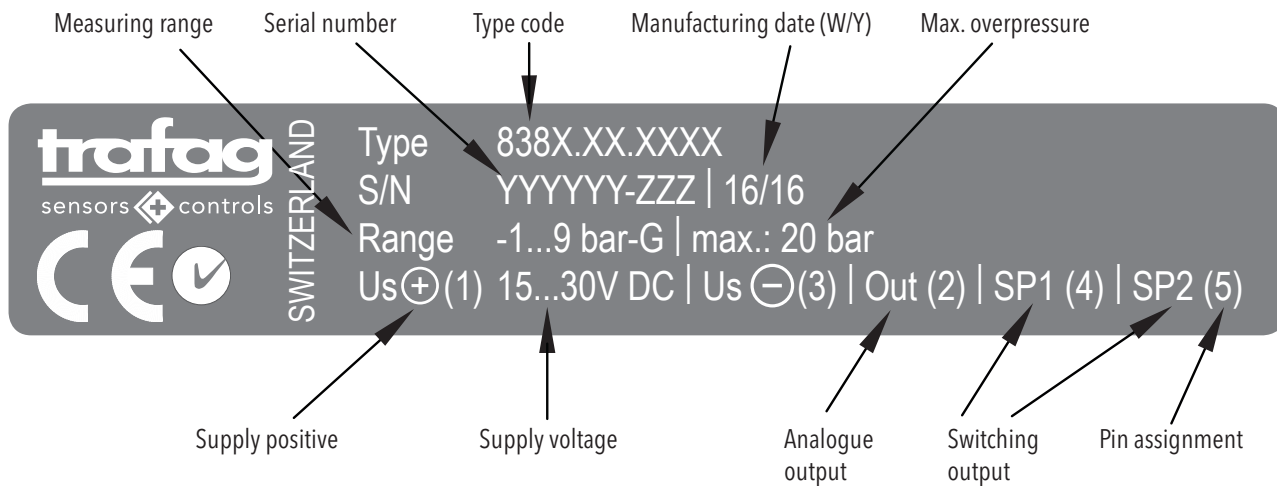 Measuring range Serial number Type code Manufacturing date (W/Y) Max. overpressure
trafag
sensors controls
SWITZERLAND
CE
Type 838X.XX.XXXX
S/N YYYYYY-ZZZ | 16/16
Range -1...9 bar-G | max.: 20 bar
Us⊕(1) 15...30V DC | Us⊖(3) | Out (2) | SP1 (4) | SP2 (5)
Supply positive Supply voltage Analogue output Switching output Pin assignment